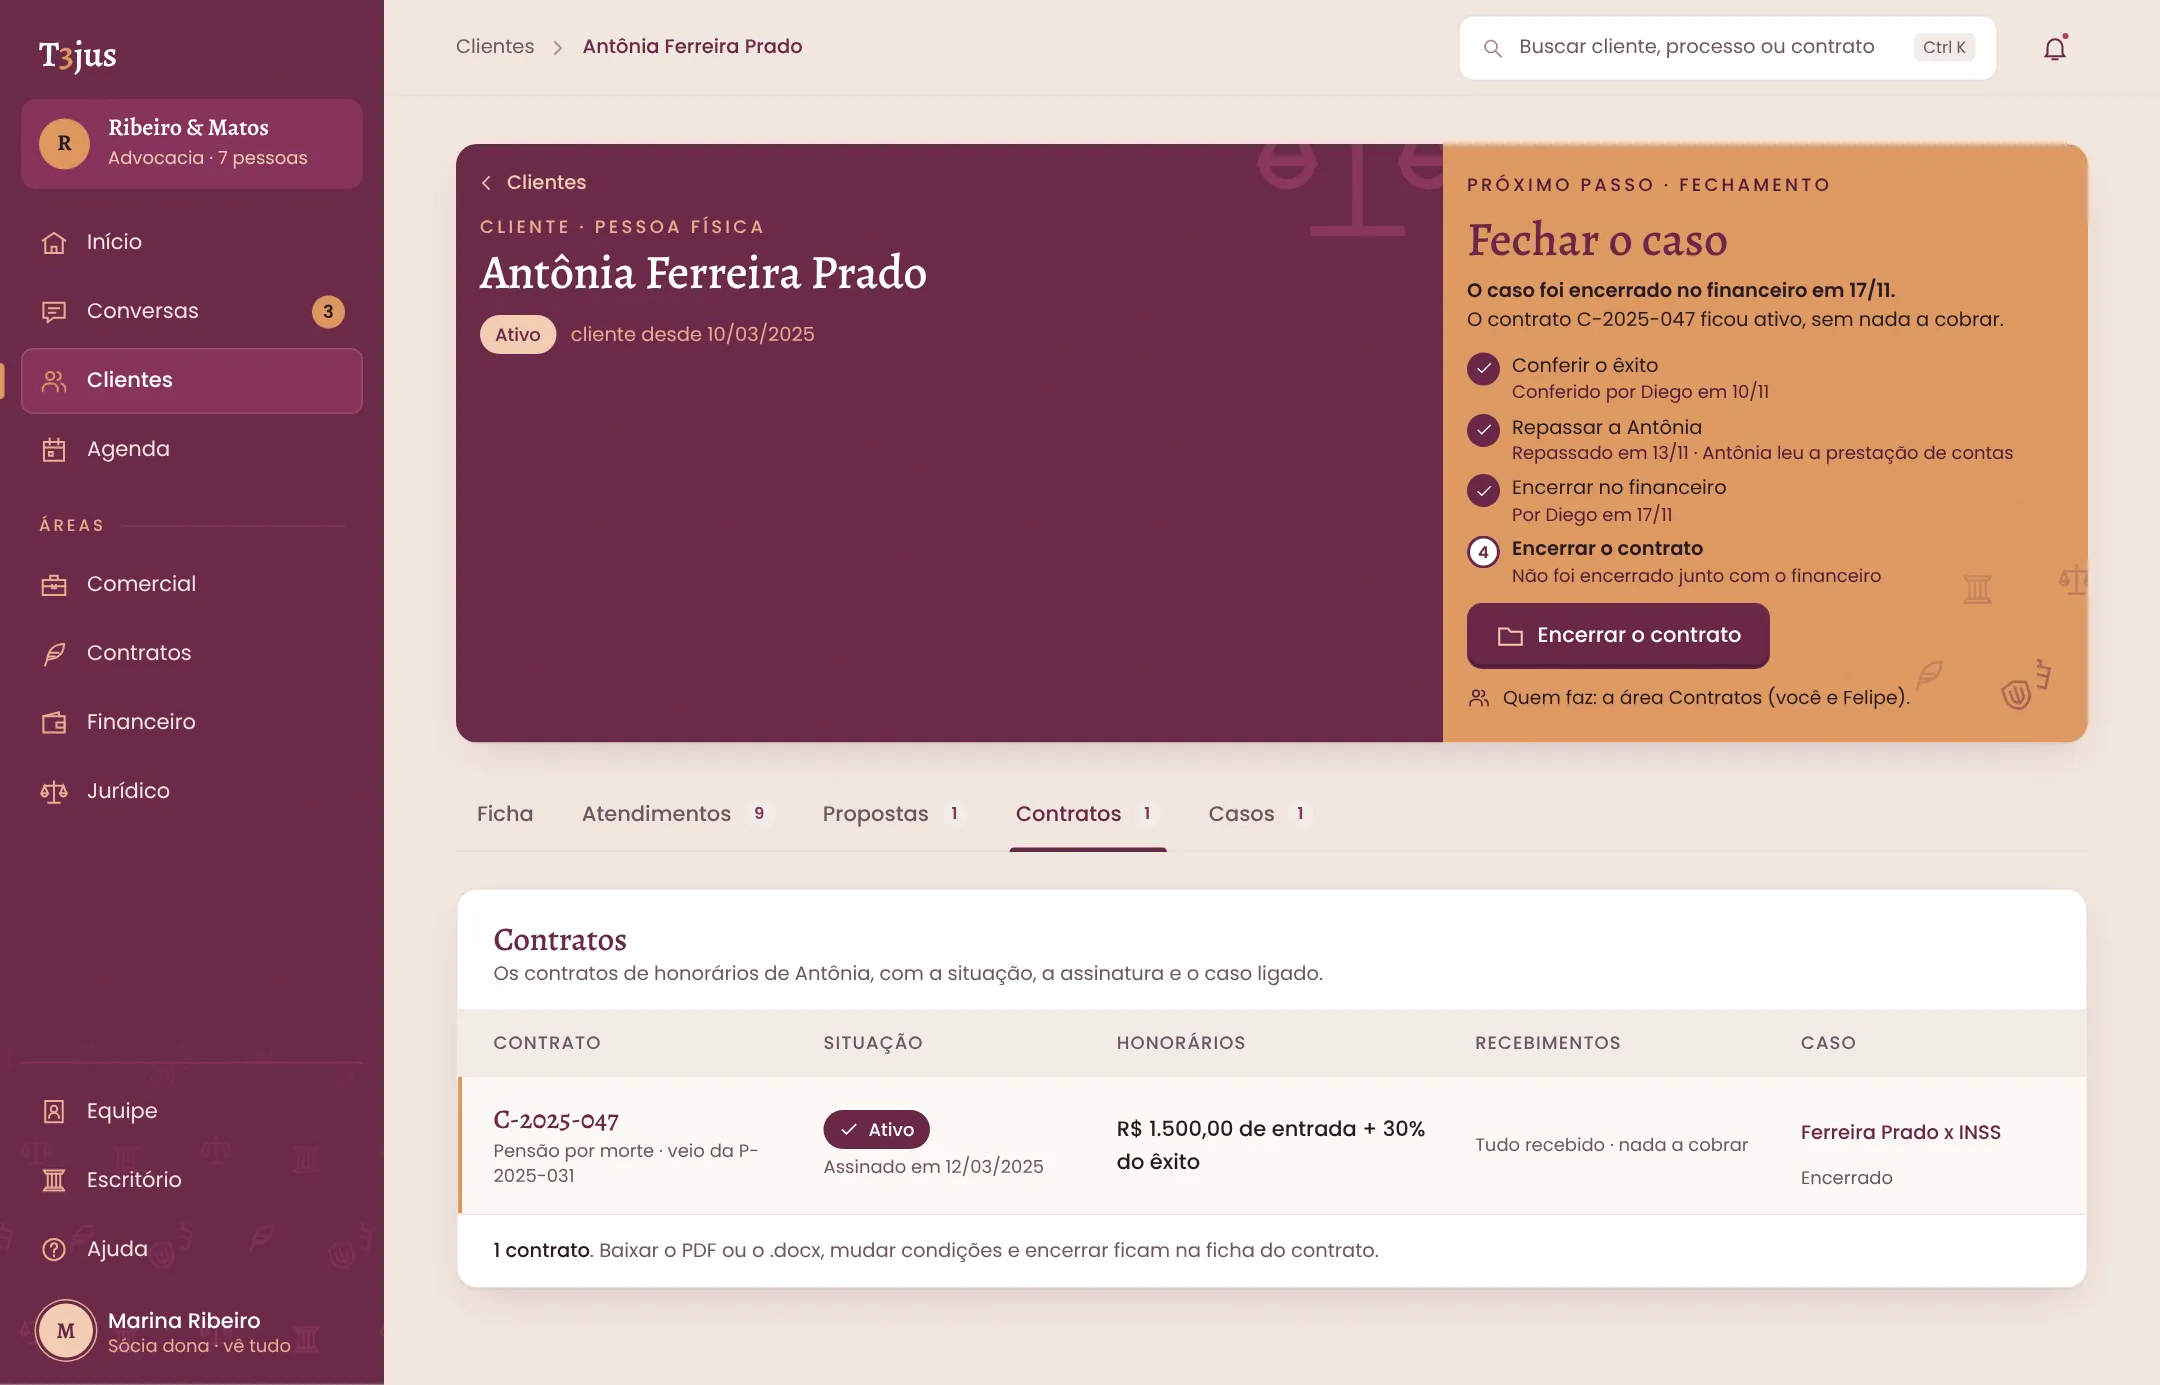 T3jus
R
Ribeiro & Matos
Advocacia · 7 pessoas
Início
Conversas
3
Clientes
Agenda
ÁREAS
Comercial
Contratos
Financeiro
Jurídico
Equipe
Escritório
Ajuda
M
Marina Ribeiro
Sócia dona · vê tudo
Clientes
Antônia Ferreira Prado
Buscar cliente, processo ou contrato
Ctrl K
Clientes
CLIENTE · PESSOA FÍSICA
Antônia Ferreira Prado
Ativo
cliente desde 10/03/2025
PRÓXIMO PASSO · FECHAMENTO
Fechar o caso
O caso foi encerrado no financeiro em 17/11.
O contrato C-2025-047 ficou ativo, sem nada a cobrar.
Conferir o êxito
Conferido por Diego em 10/11
Repassar a Antônia
Repassado em 13/11 · Antônia leu a prestação de contas
Encerrar no financeiro
Por Diego em 17/11
4
Encerrar o contrato
Não foi encerrado junto com o financeiro
Encerrar o contrato
Quem faz: a área Contratos (você e Felipe).
Ficha
Atendimentos 9
Propostas 1
Contratos 1
Casos 1
Contratos
Os contratos de honorários de Antônia, com a situação, a assinatura e o caso ligado.
CONTRATO
SITUAÇÃO
HONORÁRIOS
RECEBIMENTOS
CASO
C-2025-047
Pensão por morte · veio da P-
2025-031
Ativo
Assinado em 12/03/2025
R$ 1.500,00 de entrada + 30%
do êxito
Tudo recebido · nada a cobrar
Ferreira Prado x INSS
Encerrado
1 contrato. Baixar o PDF ou o .docx, mudar condições e encerrar ficam na ficha do contrato.